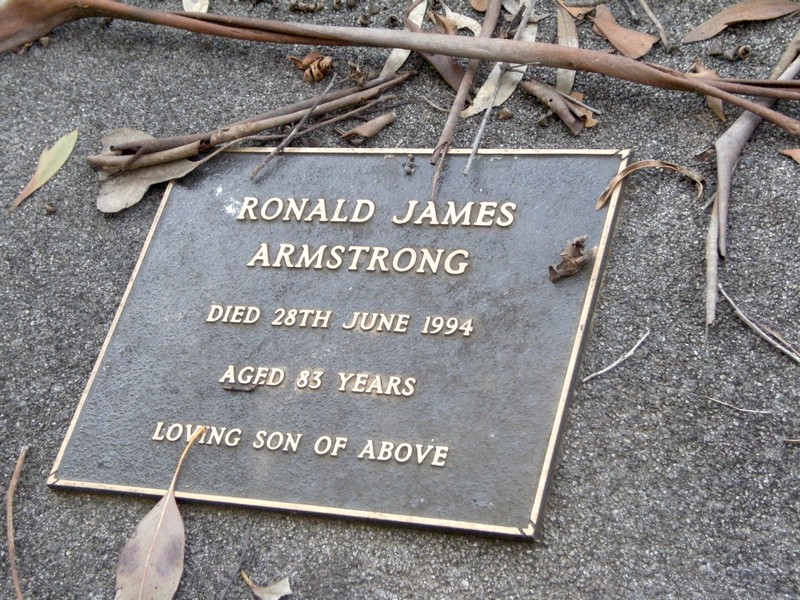 RONALD JAMES
ARMSTRONG
DIED 28TH JUNE 1994
AGED 83 YEARS
LOVING SON OF ABOVE